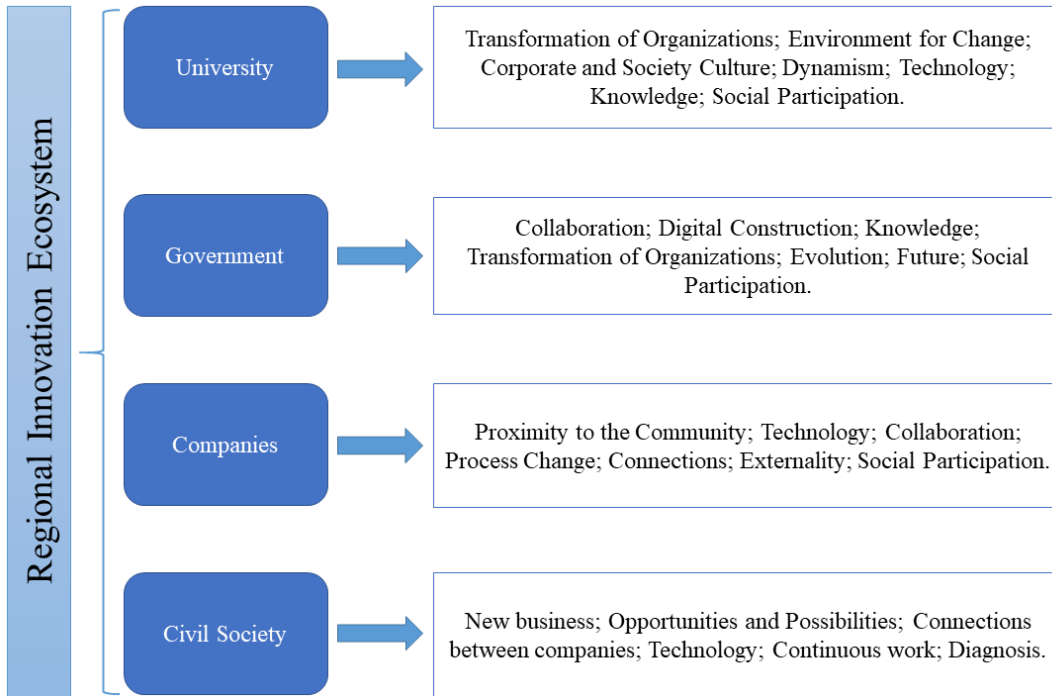 Regional Innovation Ecosystem
University
Transformation of Organizations; Environment for Change;
Corporate and Society Culture; Dynamism; Technology;
Knowledge; Social Participation.
Government
Collaboration; Digital Construction; Knowledge;
Transformation of Organizations; Evolution; Future; Social
Participation.
Companies
Proximity to the Community; Technology; Collaboration;
Process Change; Connections; Externality; Social Participation.
Civil Society
New business; Opportunities and Possibilities; Connections
between companies; Technology; Continuous work; Diagnosis.